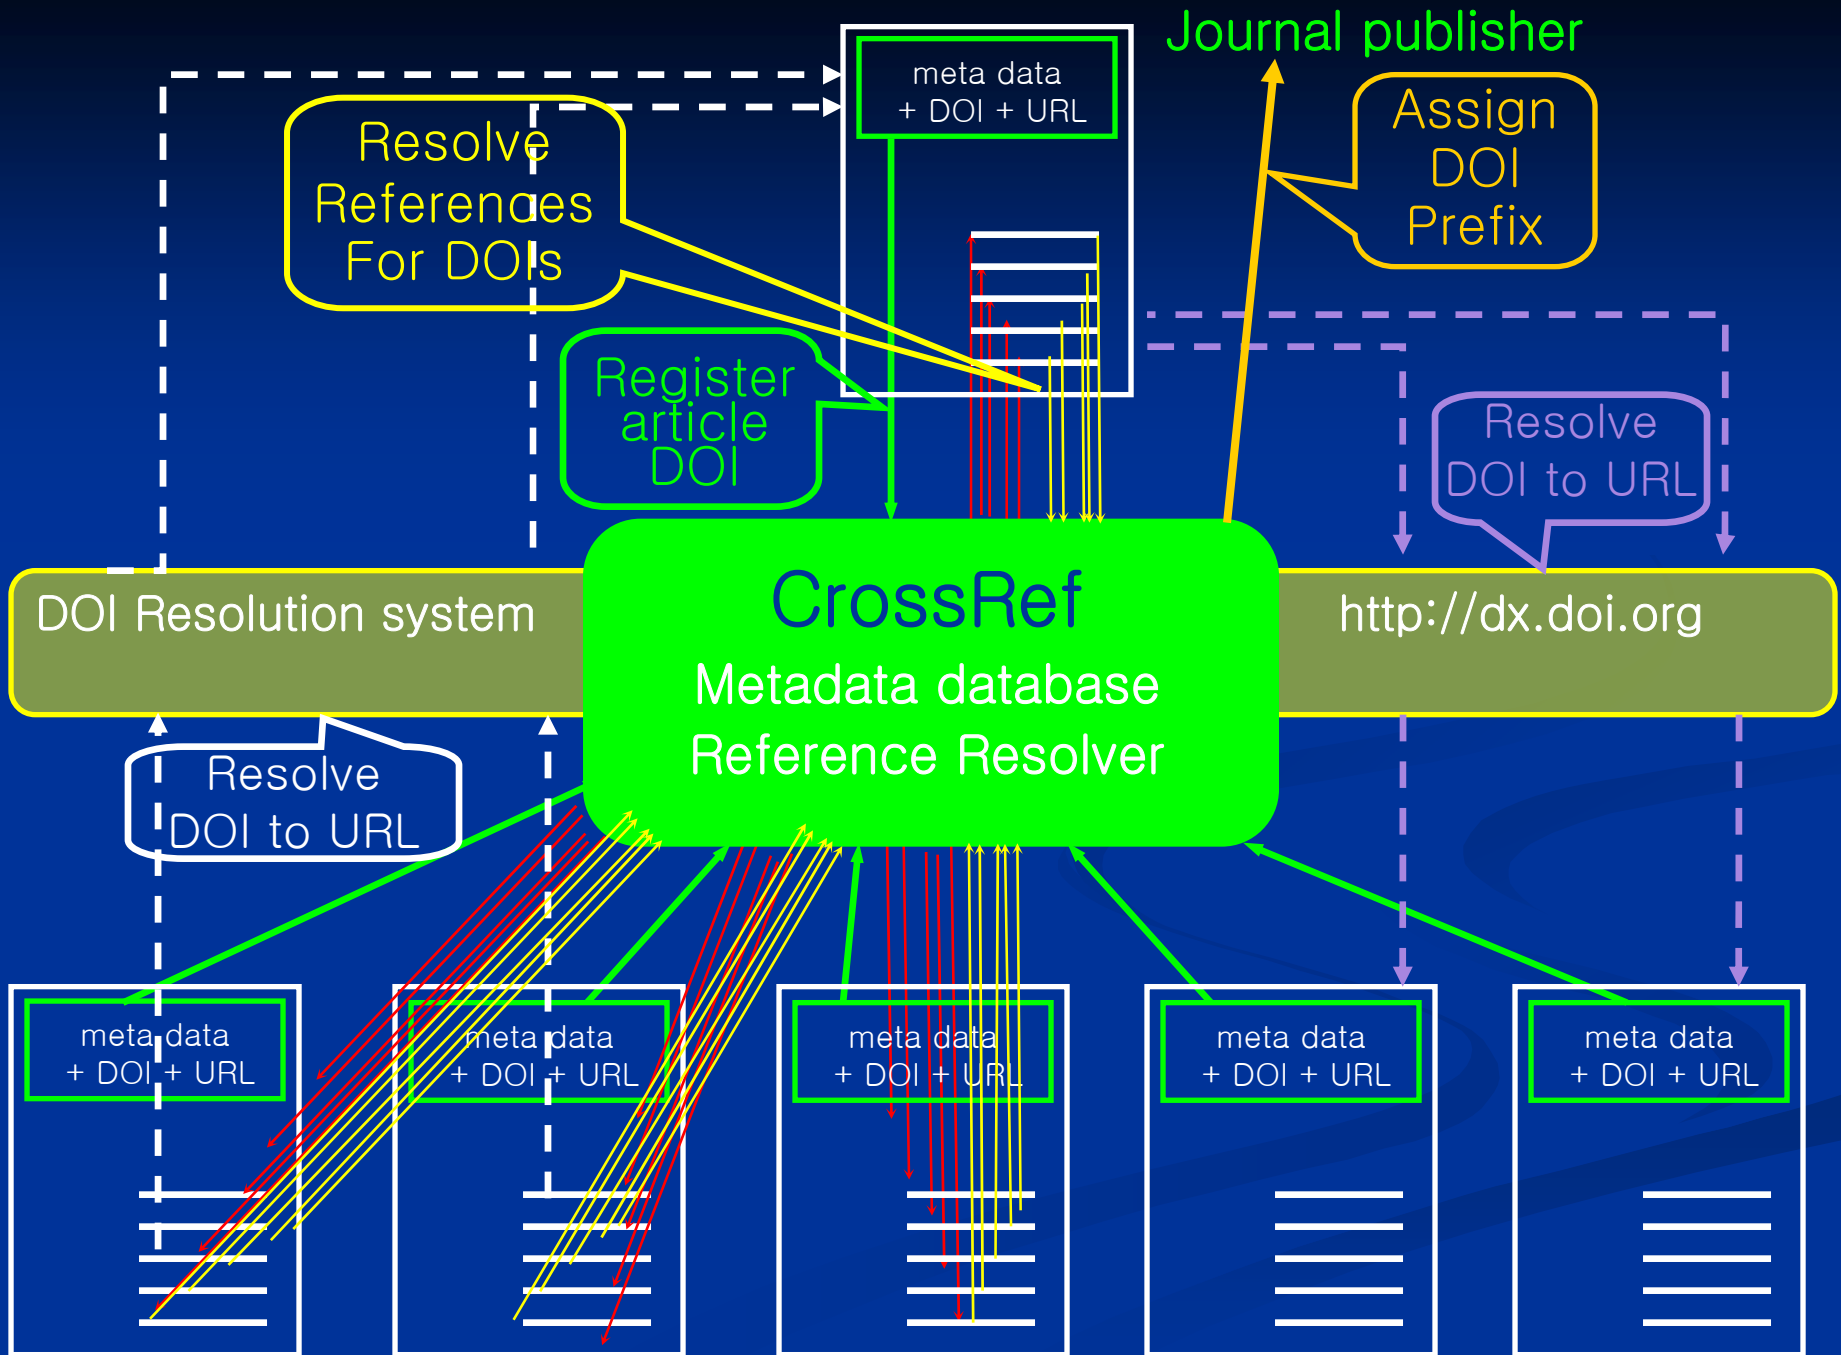 Journal publisher
meta data
+ DOI + URL
Assign
DOI
Prefix
Resolve
References
For DOIs
Register
article
DOI
Resolve
DOI to URL
CrossRef
Metadata database
Reference Resolver
DOI Resolution system
http://dx.doi.org
Resolve
DOI to URL
meta data
+ DOI + URL
meta data
+ DOI + URL
meta data
+ DOI + URL
meta data
+ DOI + URL
meta data
+ DOI + URL